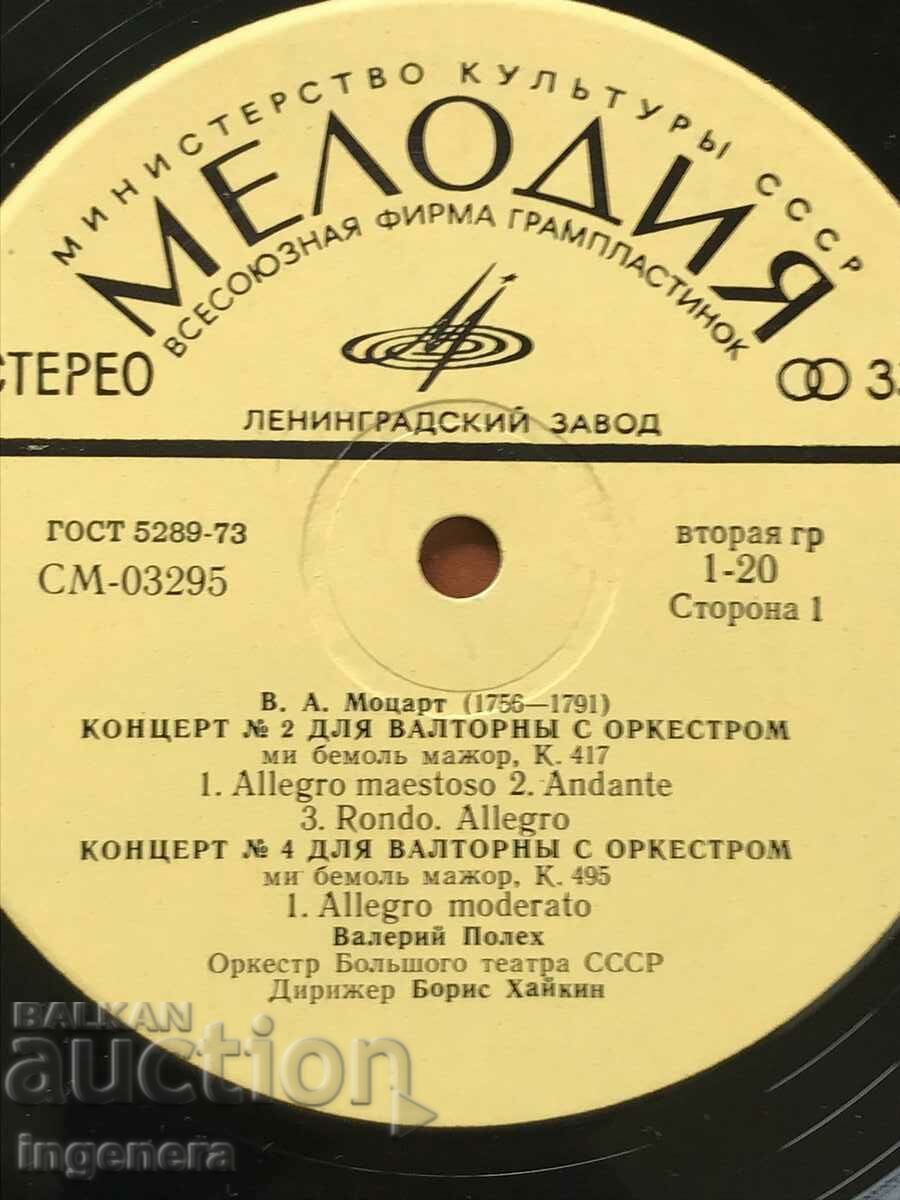 МИНИСТЕРСТВО КУЛЬТУРЫ СССР
МЕЛОДИЯ
ВСЕСОЮЗНАЯ ФИРМА ГРАМПЛАСТИНОК
СТЕРЕО
33
ЛЕНИНГРАДСКИЙ ЗАВОД
ГОСТ 5289-73
вторая гр
СМ-03295
1-20
Сторона 1
В. А. Моцарт (1756—1791)
КОНЦЕРТ № 2 ДЛЯ ВАЛТОРНЫ С ОРКЕСТРОМ
ми бемоль мажор, К. 417
1. Allegro maestoso 2. Andante
3. Rondo. Allegro
КОНЦЕРТ № 4 ДЛЯ ВАЛТОРНЫ С ОРКЕСТРОМ
ми бемоль мажор, К. 495
1. Allegro moderato
Валерий Полех
Оркестр Большого театра СССР
Дирижер Борис Хайкин
BALKAN
auction
ingenera